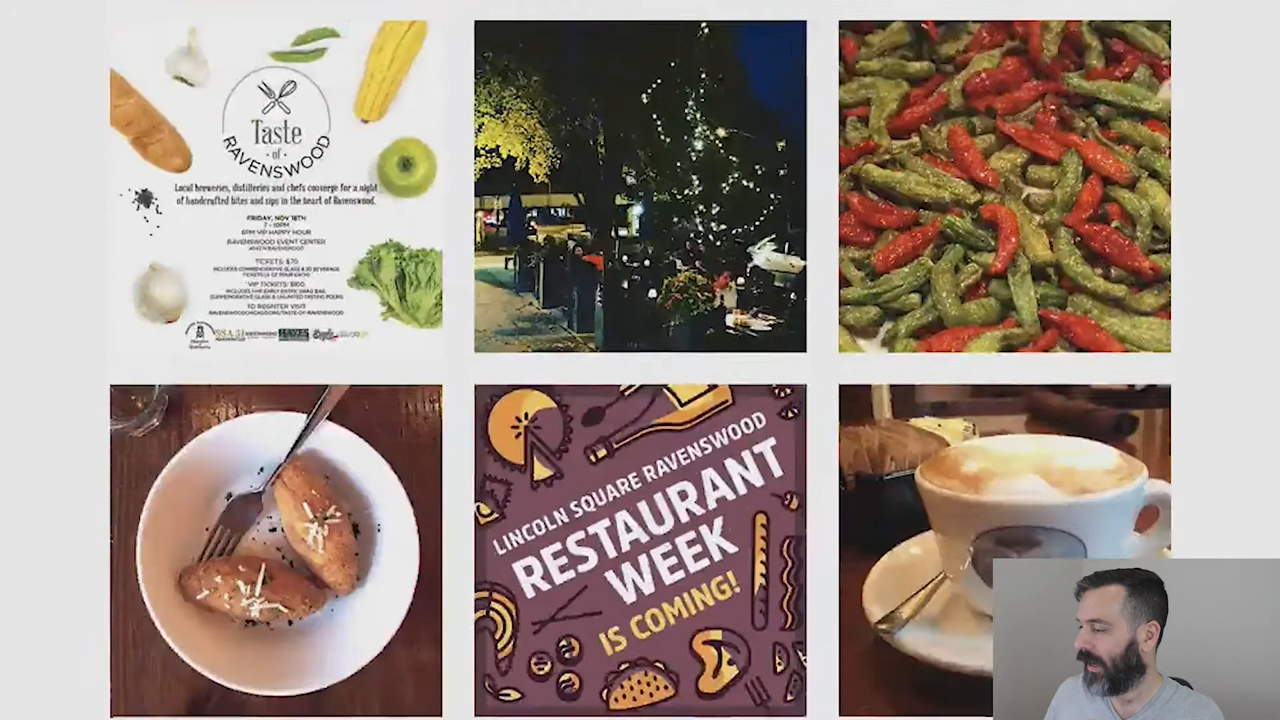 Taste
of
RAVENSWOOD
Local breweries, distilleries and chefs converge for a night
of handcrafted bites and sips in the heart of Ravenswood.
FRIDAY, NOV 18TH
7 - 10PM
6PM VIP HAPPY HOUR
RAVENSWOOD EVENT CENTER
TICKETS: $70
VIP TICKETS: $100
TO REGISTER VISIT
LINCOLN SQUARE RAVENSWOOD
RESTAURANT
WEEK
IS COMING!